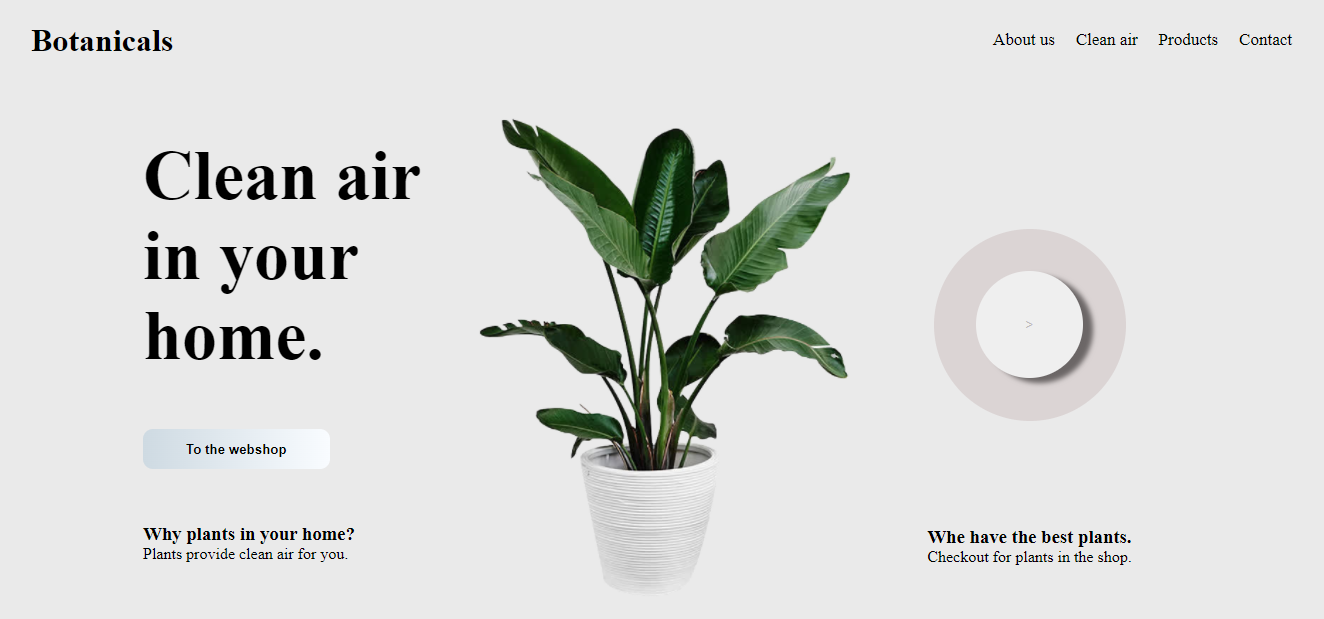 Botanicals
About us Clean air Products Contact
Clean air
in your
home.
>
To the webshop
Why plants in your home?
Plants provide clean air for you.
Whe have the best plants.
Checkout for plants in the shop.